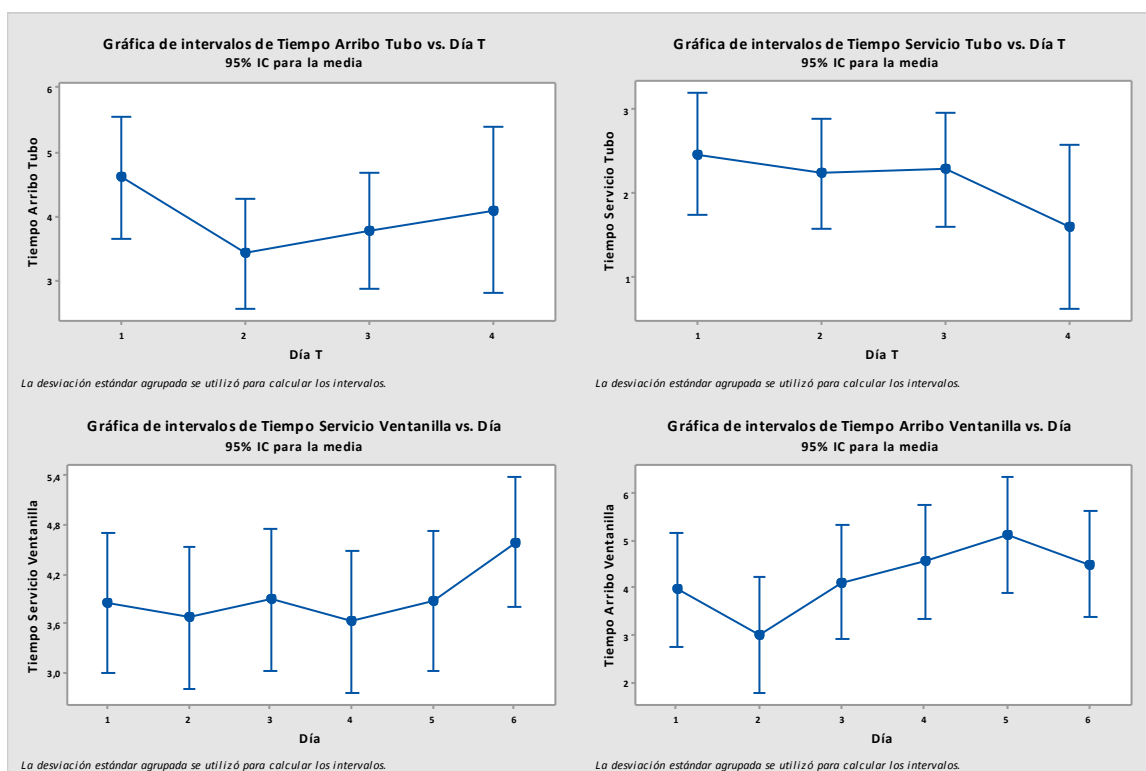 Gráfica de intervalos de Tiempo Arribo Tubo vs. Día T
95% IC para la media
6
5
4
3
Tiempo Arribo Tubo
1
2
3
4
Día T
La desviación estándar agrupada se utilizó para calcular los intervalos.
Gráfica de intervalos de Tiempo Servicio Tubo vs. Día T
95% IC para la media
3
2
1
Tiempo Servicio Tubo
1
2
3
4
Día T
La desviación estándar agrupada se utilizó para calcular los intervalos.
Gráfica de intervalos de Tiempo Servicio Ventanilla vs. Día
95% IC para la media
5,4
4,8
4,2
3,6
3,0
Tiempo Servicio Ventanilla
1
2
3
4
5
6
Día
La desviación estándar agrupada se utilizó para calcular los intervalos.
Gráfica de intervalos de Tiempo Arribo Ventanilla vs. Día
95% IC para la media
6
5
4
3
2
Tiempo Arribo Ventanilla
1
2
3
4
5
6
Día
La desviación estándar agrupada se utilizó para calcular los intervalos.